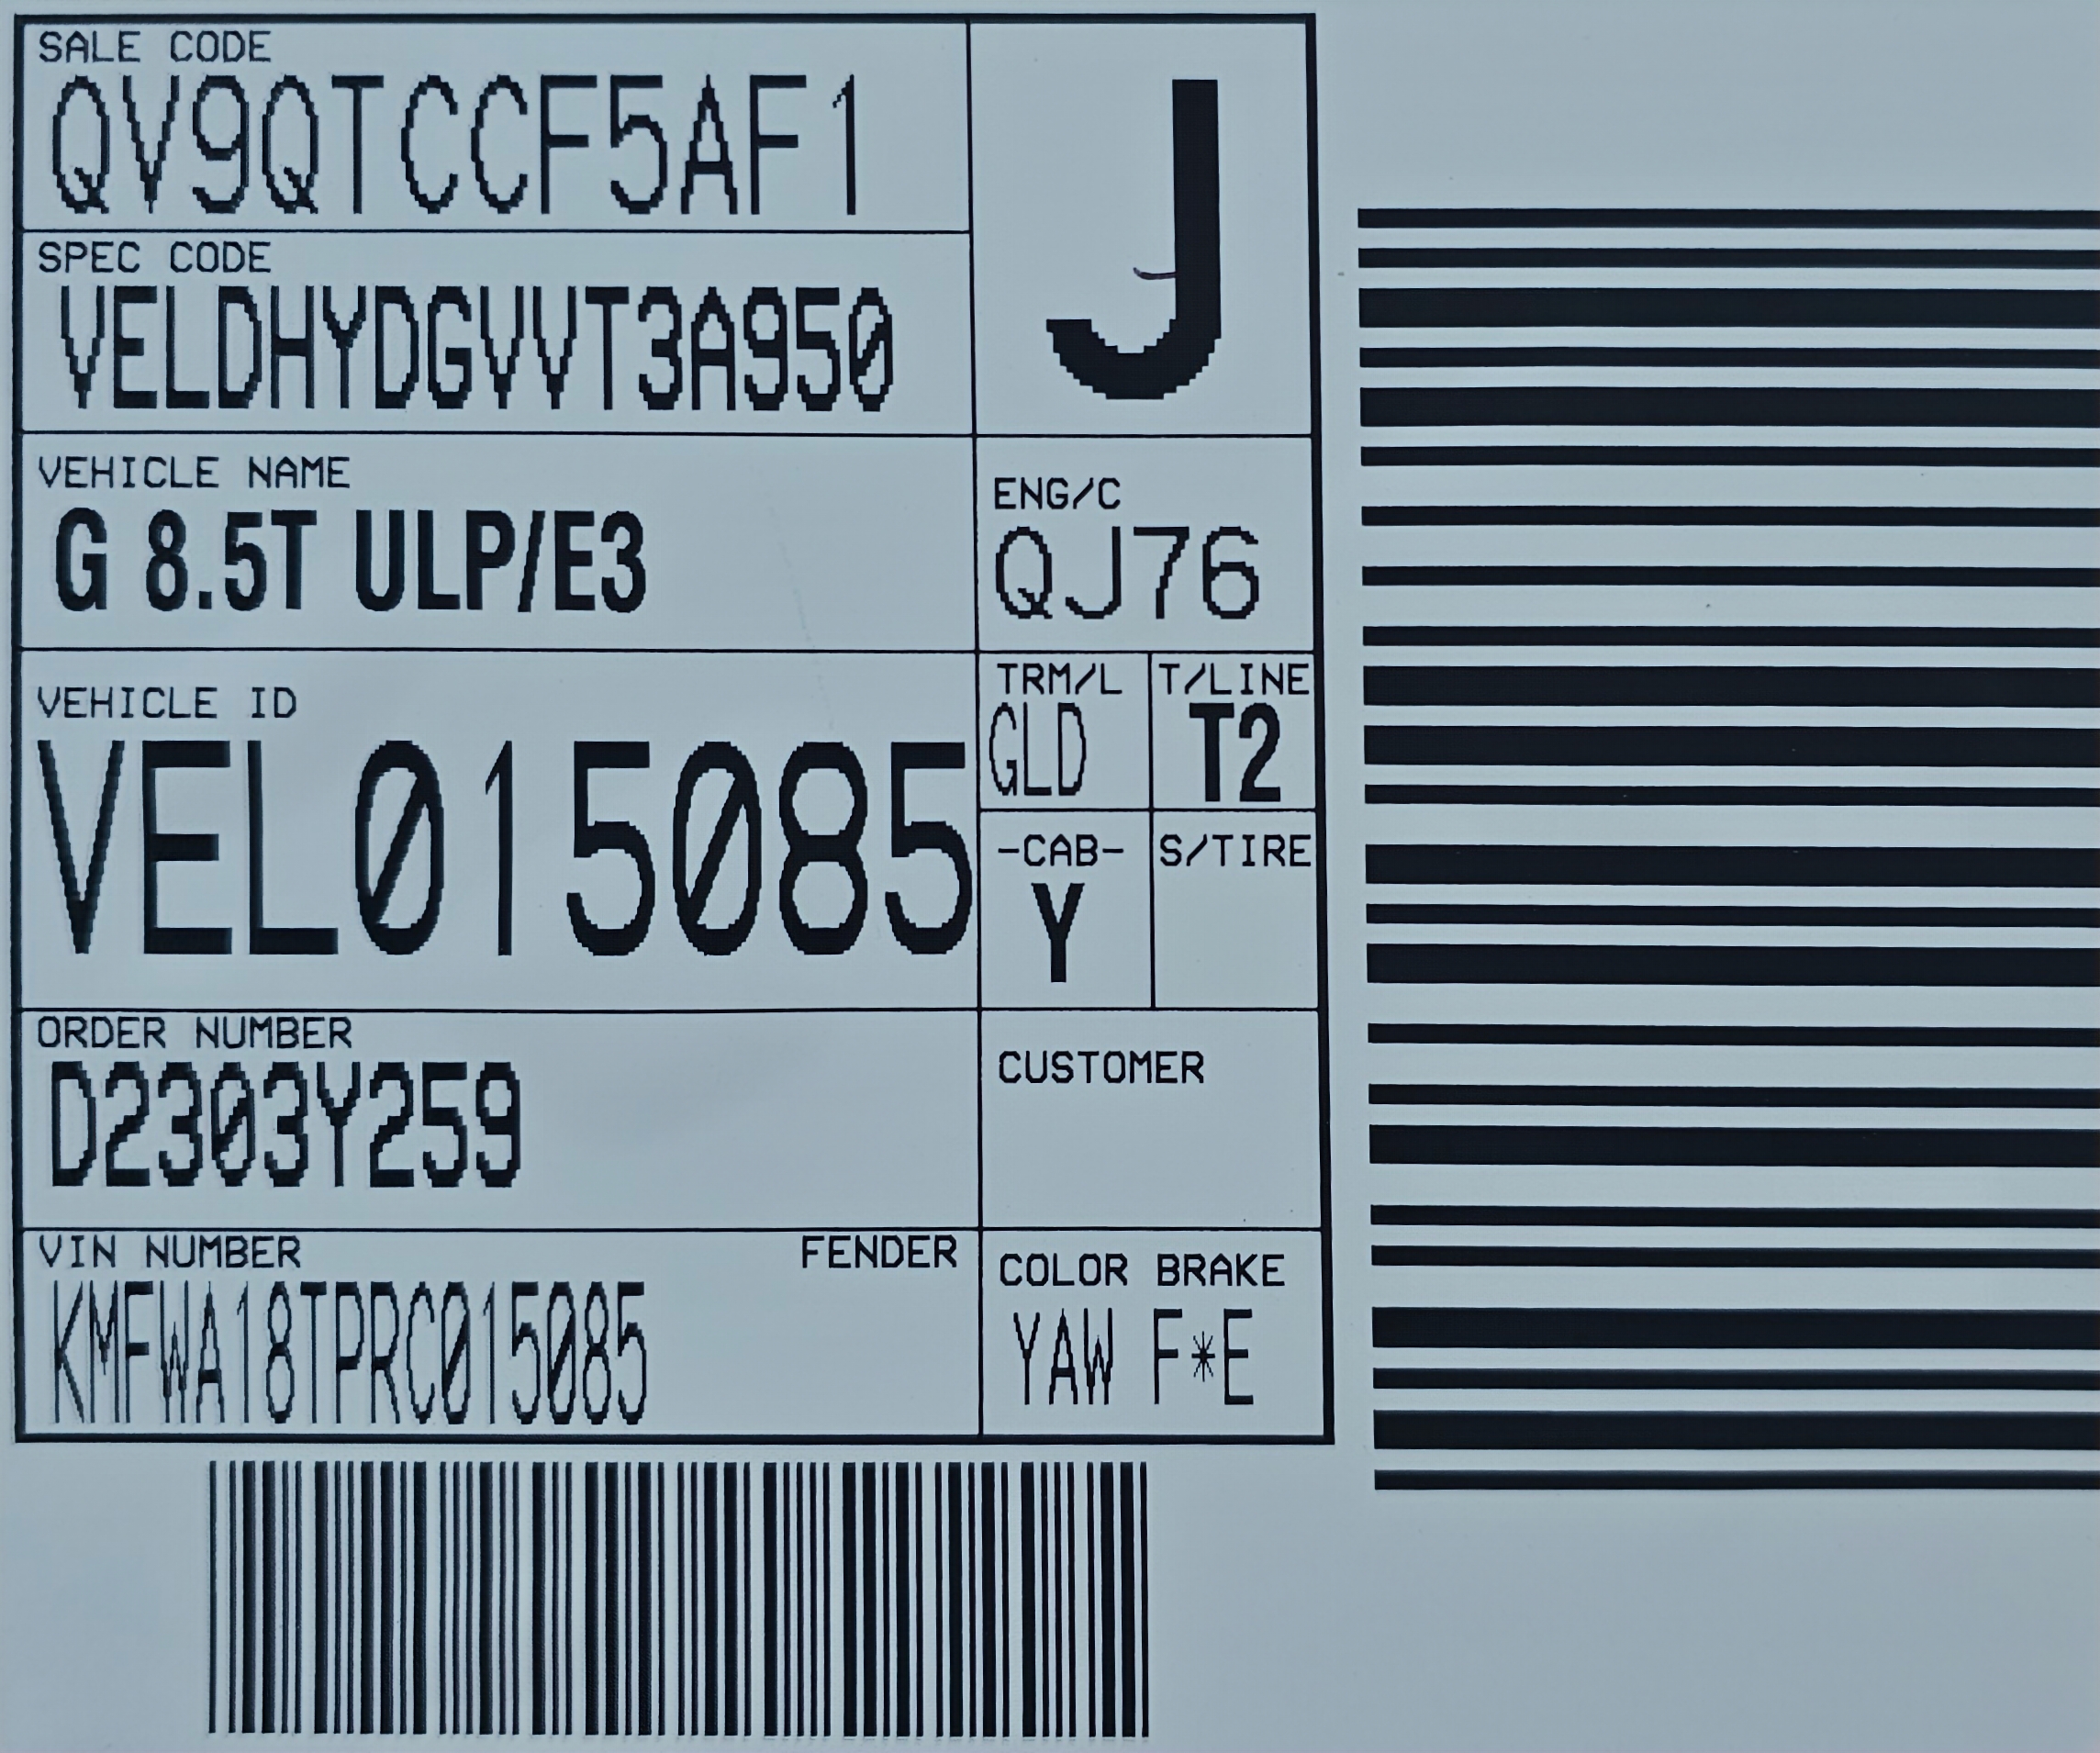 SALE CODE
QV9QTCCF5AF1
J
SPEC CODE
VELDHYDGVVT3A950
VEHICLE NAME
G 8.5T ULP/E3
ENG/C
QJ76
VEHICLE ID
VEL015085
TRM/L
GLD
T/LINE
T2
-CAB-
Y
S/TIRE
ORDER NUMBER
D2303Y259
CUSTOMER
VIN NUMBER FENDER
KMFWA18TPRC015085
COLOR BRAKE
YAW F*E